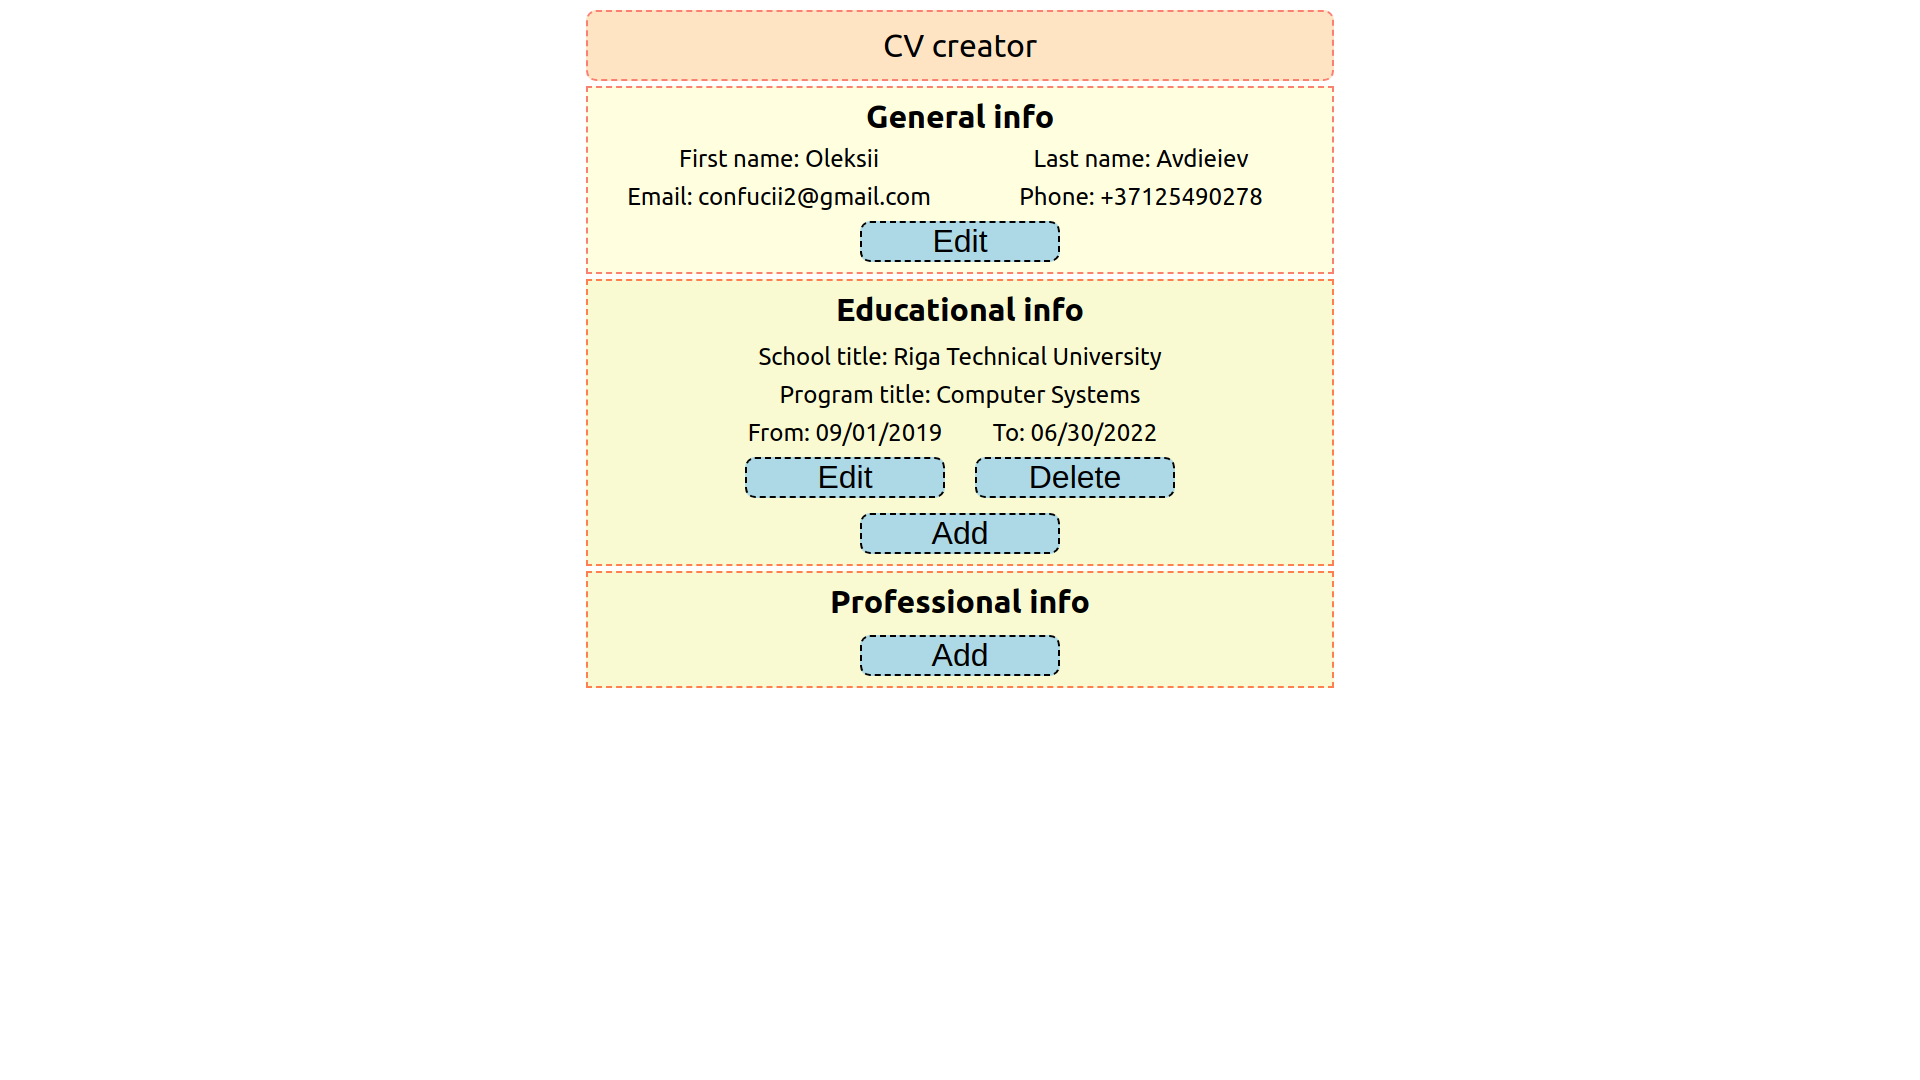 CV creator
General info
First name: Oleksii Last name: Avdieiev
Email: confucii2@gmail.com Phone: +37125490278
Edit
Educational info
School title: Riga Technical University
Program title: Computer Systems
From: 09/01/2019 To: 06/30/2022
Edit Delete
Add
Professional info
Add